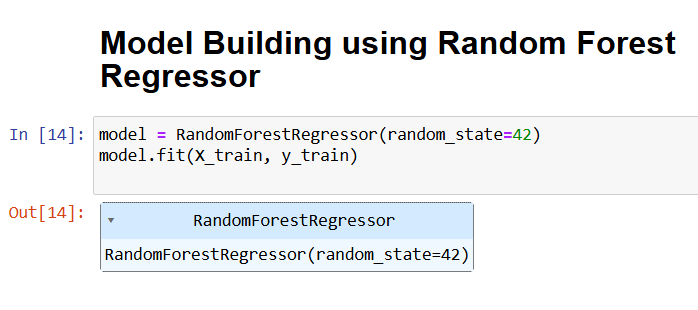 Model Building using Random Forest
Regressor
In [14]: model = RandomForestRegressor(random_state=42)
model.fit(X_train, y_train)
Out[14]: RandomForestRegressor
RandomForestRegressor(random_state=42)